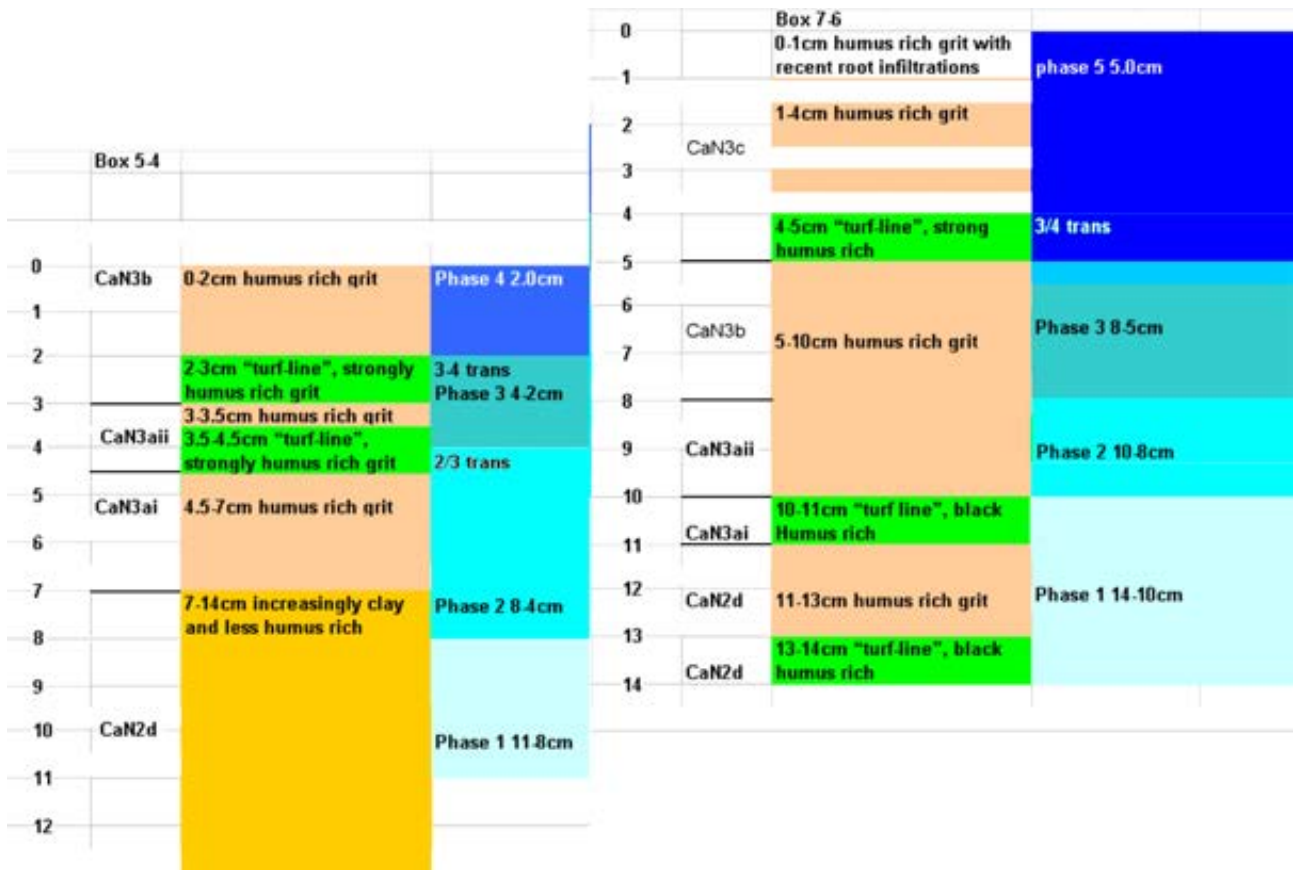 Box 5-4
0
CaN3b
0-2cm humus rich grit
Phase 4 2.0cm
1
2
2-3cm “turf-line”, strongly
humus rich grit
3-4 trans
Phase 3 4-2cm
3
3-3.5cm humus rich grit
CaN3aii
3.5-4.5cm “turf-line”,
strongly humus rich grit
4
2/3 trans
5
CaN3ai
4.5-7cm humus rich grit
6
7
7-14cm increasingly clay
and less humus rich
Phase 2 8-4cm
8
9
10
CaN2d
Phase 1 11-8cm
11
12
Box 7-6
0
0-1cm humus rich grit with
recent root infiltrations
phase 5 5.0cm
1
1-4cm humus rich grit
2
CaN3c
3
4
4-5cm “turf-line”, strong
humus rich
3/4 trans
5
6
CaN3b
5-10cm humus rich grit
Phase 3 8-5cm
7
8
9
CaN3aii
Phase 2 10-8cm
10
10-11cm “turf line”, black
Humus rich
CaN3ai
11
12
CaN2d
11-13cm humus rich grit
Phase 1 14-10cm
13
13-14cm “turf-line”, black
humus rich
CaN2d
14